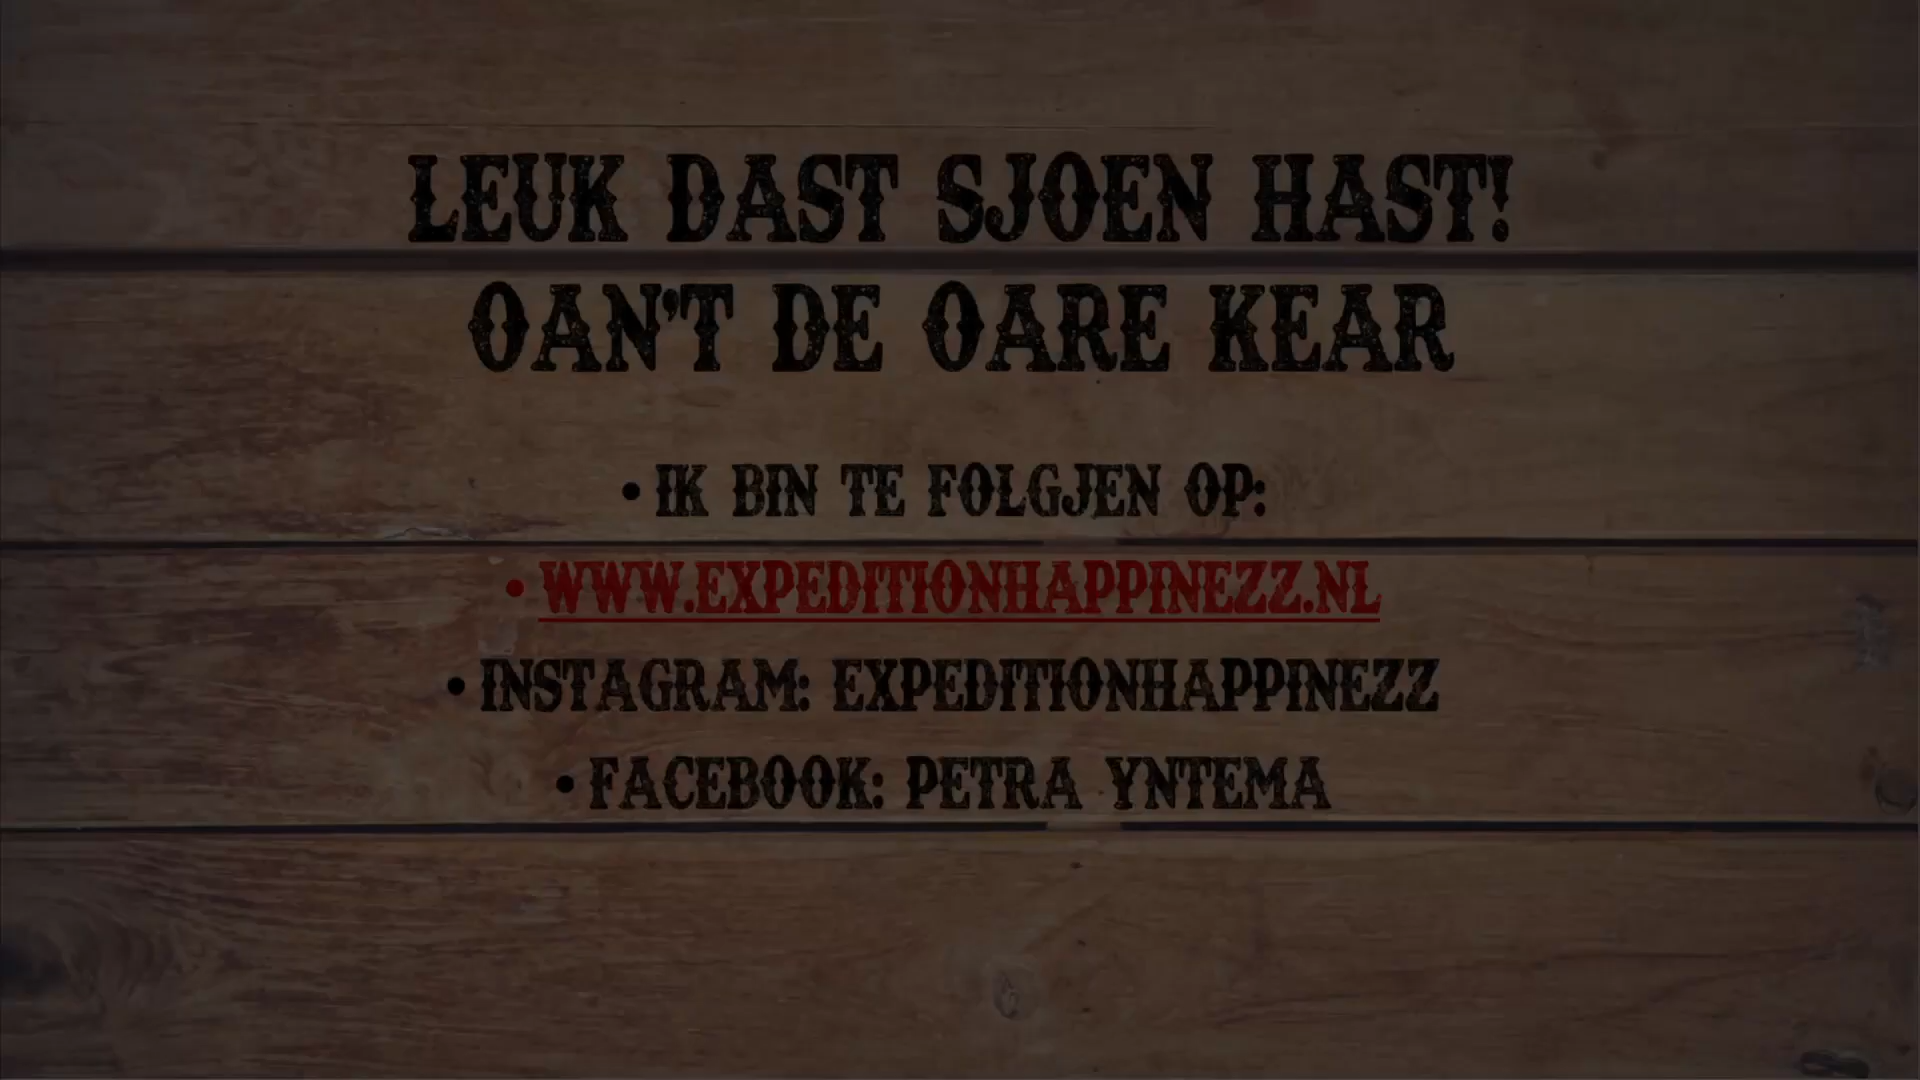 LEUK DAST SJOEN HAST!
OAN'T DE OARE KEAR
• IK BIN TE FOLGJEN OP:
• WWW.EXPEDITIONHAPPINEZZ.NL
• INSTAGRAM: EXPEDITIONHAPPINEZZ
• FACEBOOK: PETRA YNTEMA